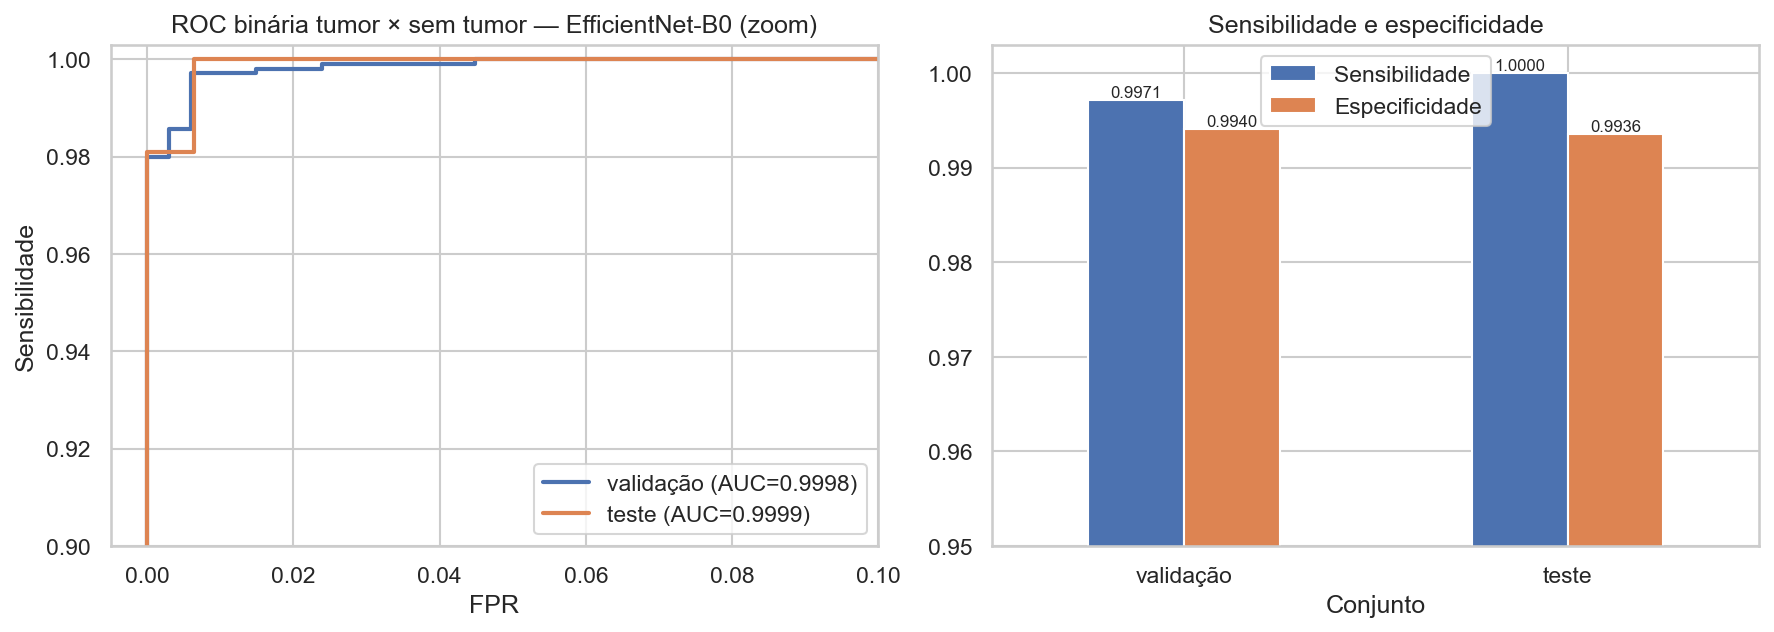 ROC binária tumor × sem tumor — EfficientNet-B0 (zoom)
1.00
0.98
0.96
0.94
0.92
0.90
Sensibilidade
0.00 0.02 0.04 0.06 0.08 0.10
FPR
validação (AUC=0.9998)
teste (AUC=0.9999)
Sensibilidade e especificidade
1.00
0.99
0.98
0.97
0.96
0.95
Sensibilidade
Especificidade
0.9971
0.9940
1.0000
0.9936
validação teste
Conjunto